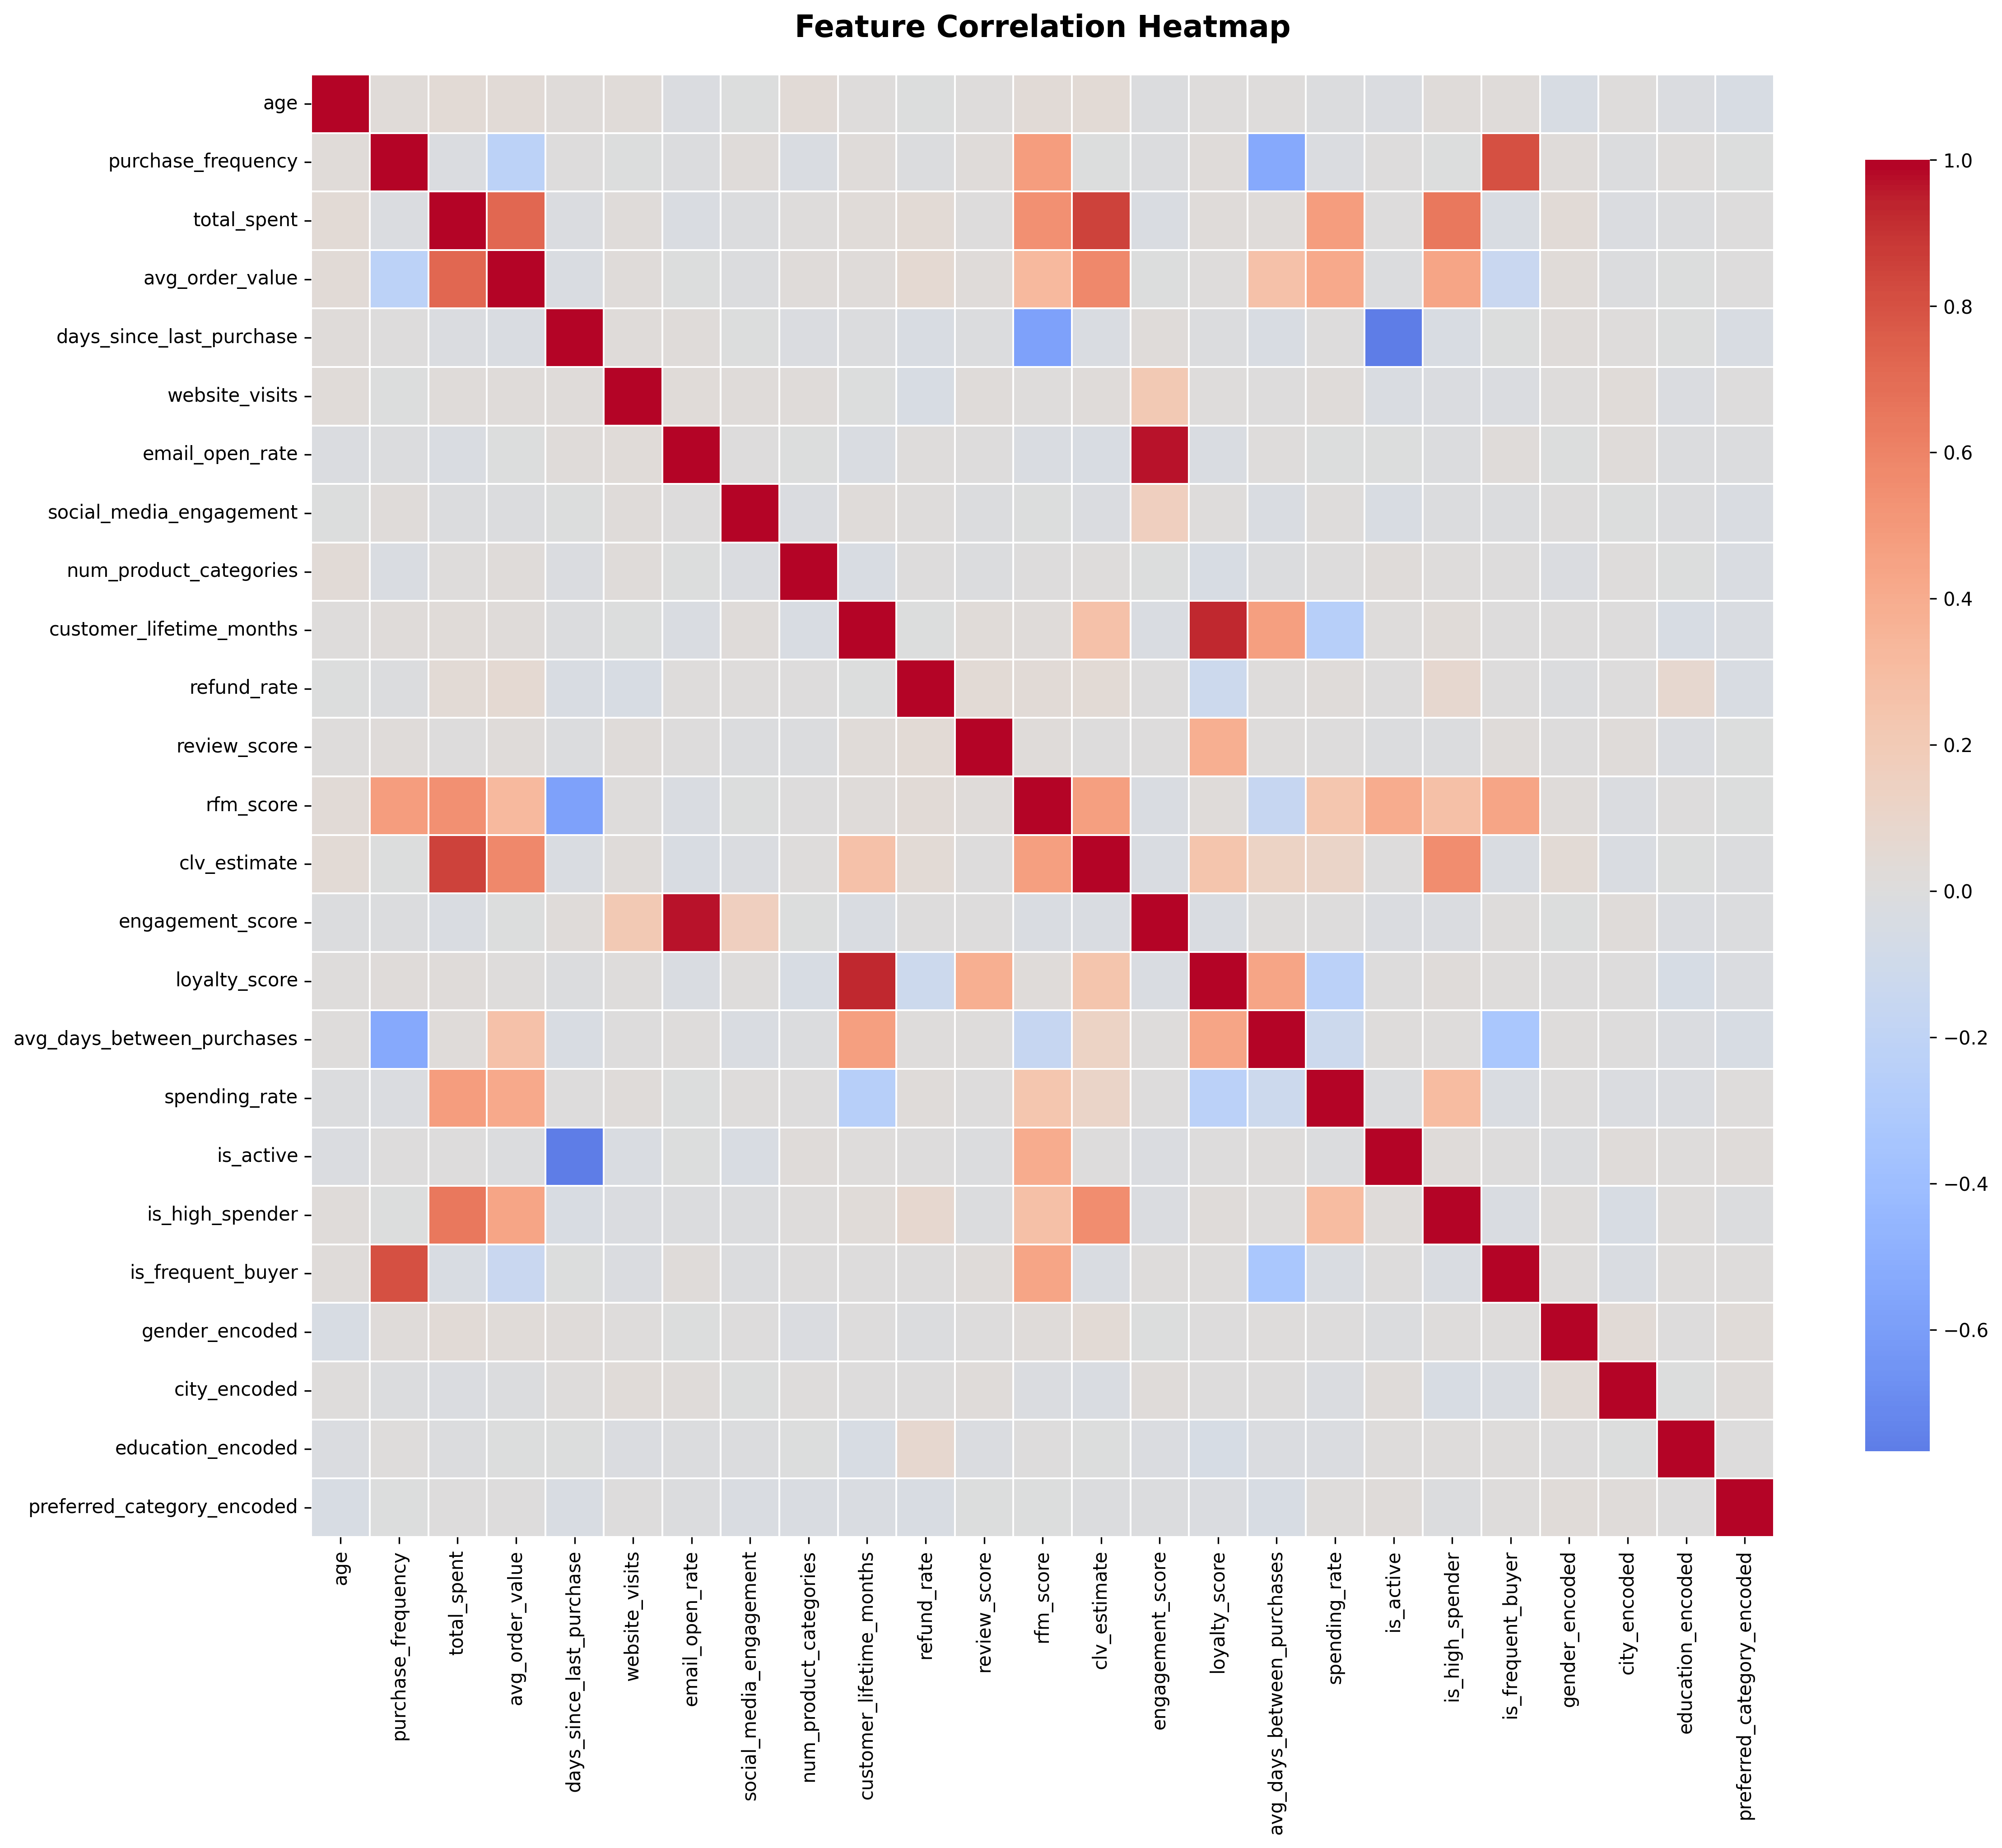 Feature Correlation Heatmap
age
purchase_frequency
total_spent
avg_order_value
days_since_last_purchase
website_visits
email_open_rate
social_media_engagement
num_product_categories
customer_lifetime_months
refund_rate
review_score
rfm_score
clv_estimate
engagement_score
loyalty_score
avg_days_between_purchases
spending_rate
is_active
is_high_spender
is_frequent_buyer
gender_encoded
city_encoded
education_encoded
preferred_category_encoded
age
purchase_frequency
total_spent
avg_order_value
days_since_last_purchase
website_visits
email_open_rate
social_media_engagement
num_product_categories
customer_lifetime_months
refund_rate
review_score
rfm_score
clv_estimate
engagement_score
loyalty_score
avg_days_between_purchases
spending_rate
is_active
is_high_spender
is_frequent_buyer
gender_encoded
city_encoded
education_encoded
preferred_category_encoded
1.0
0.8
0.6
0.4
0.2
0.0
−0.2
−0.4
−0.6